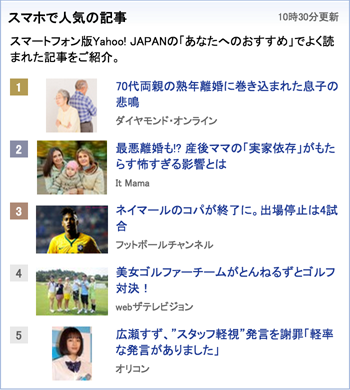 スマホで人気の記事
10時30分更新
スマートフォン版Yahoo! JAPANの「あなたへのおすすめ」でよく読
まれた記事をご紹介。
1
70代両親の熟年離婚に巻き込まれた息子の
悲鳴
ダイヤモンド・オンライン
2
最悪離婚も!? 産後ママの「実家依存」がもた
らす怖すぎる影響とは
It Mama
3
ネイマールのコパが終了に。出場停止は4試
合
フットボールチャンネル
4
美女ゴルファーチームがとんねるずとゴルフ
対決！
webザテレビジョン
5
広瀬すず、”スタッフ軽視”発言を謝罪「軽率
な発言がありました」
オリコン